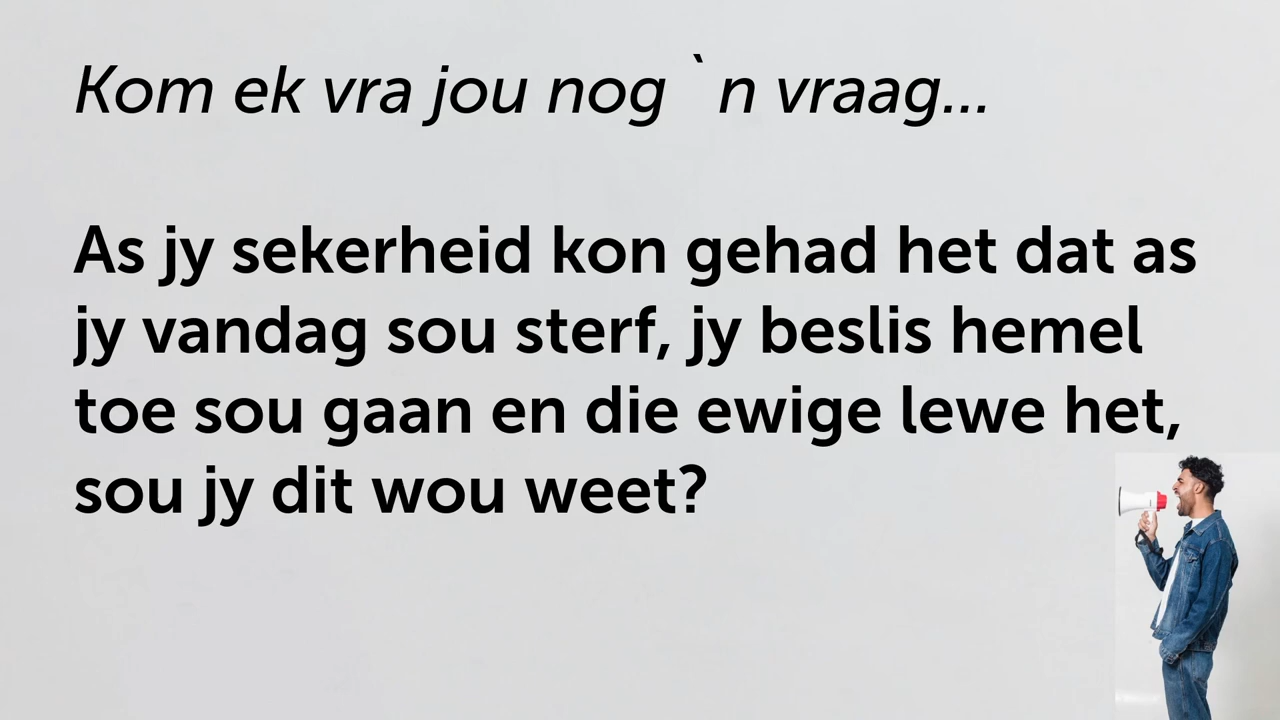 Kom ek vra jou nog `n vraag...
As jy sekerheid kon gehad het dat as
jy vandag sou sterf, jy beslis hemel
toe sou gaan en die ewige lewe het,
sou jy dit wou weet?